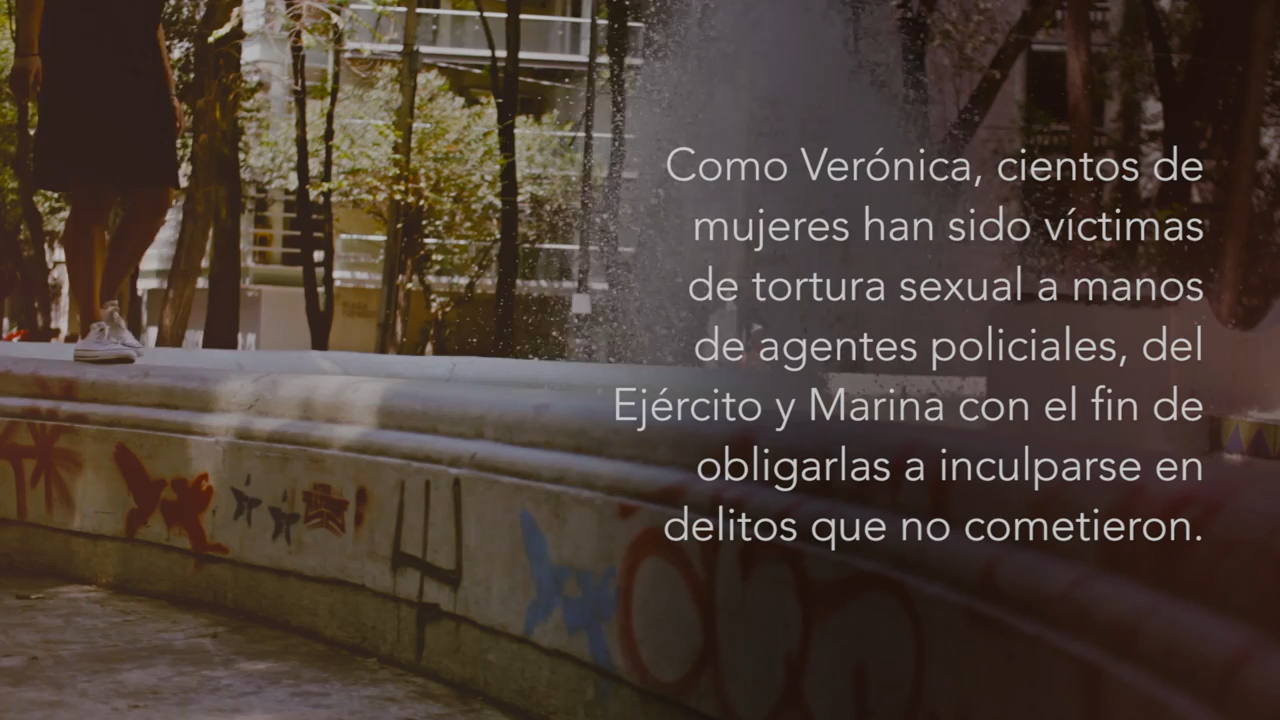 Como Verónica, cientos de
mujeres han sido víctimas
de tortura sexual a manos
de agentes policiales, del
Ejército y Marina con el fin de
obligarlas a inculparse en
delitos que no cometieron.